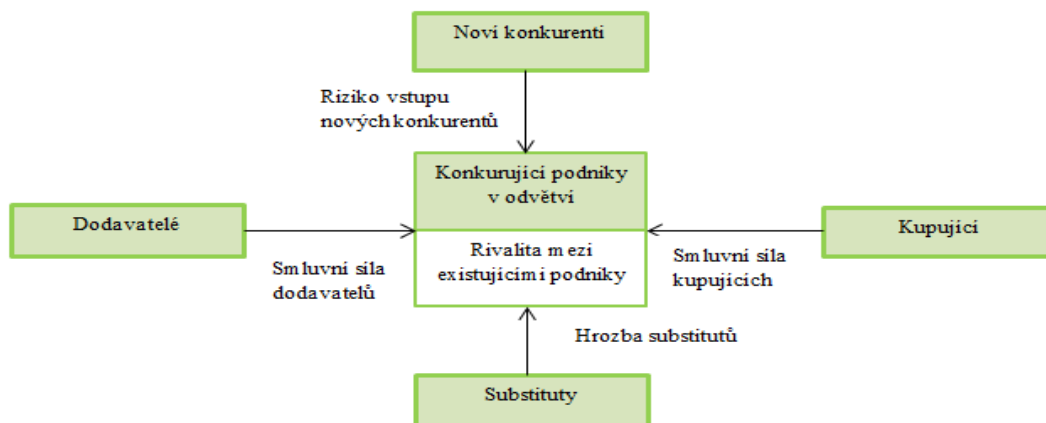 Noví konkurenti
Riziko vstupu
nových konkurentů
Konkurující podniky
v odvětví
Dodavatelé
Kupující
Rivalita mezi
existujícimi podniky
Smluvní síla
dodavatelů
Smluvní síla
kupujících
Hrozba substitutů
Substituty